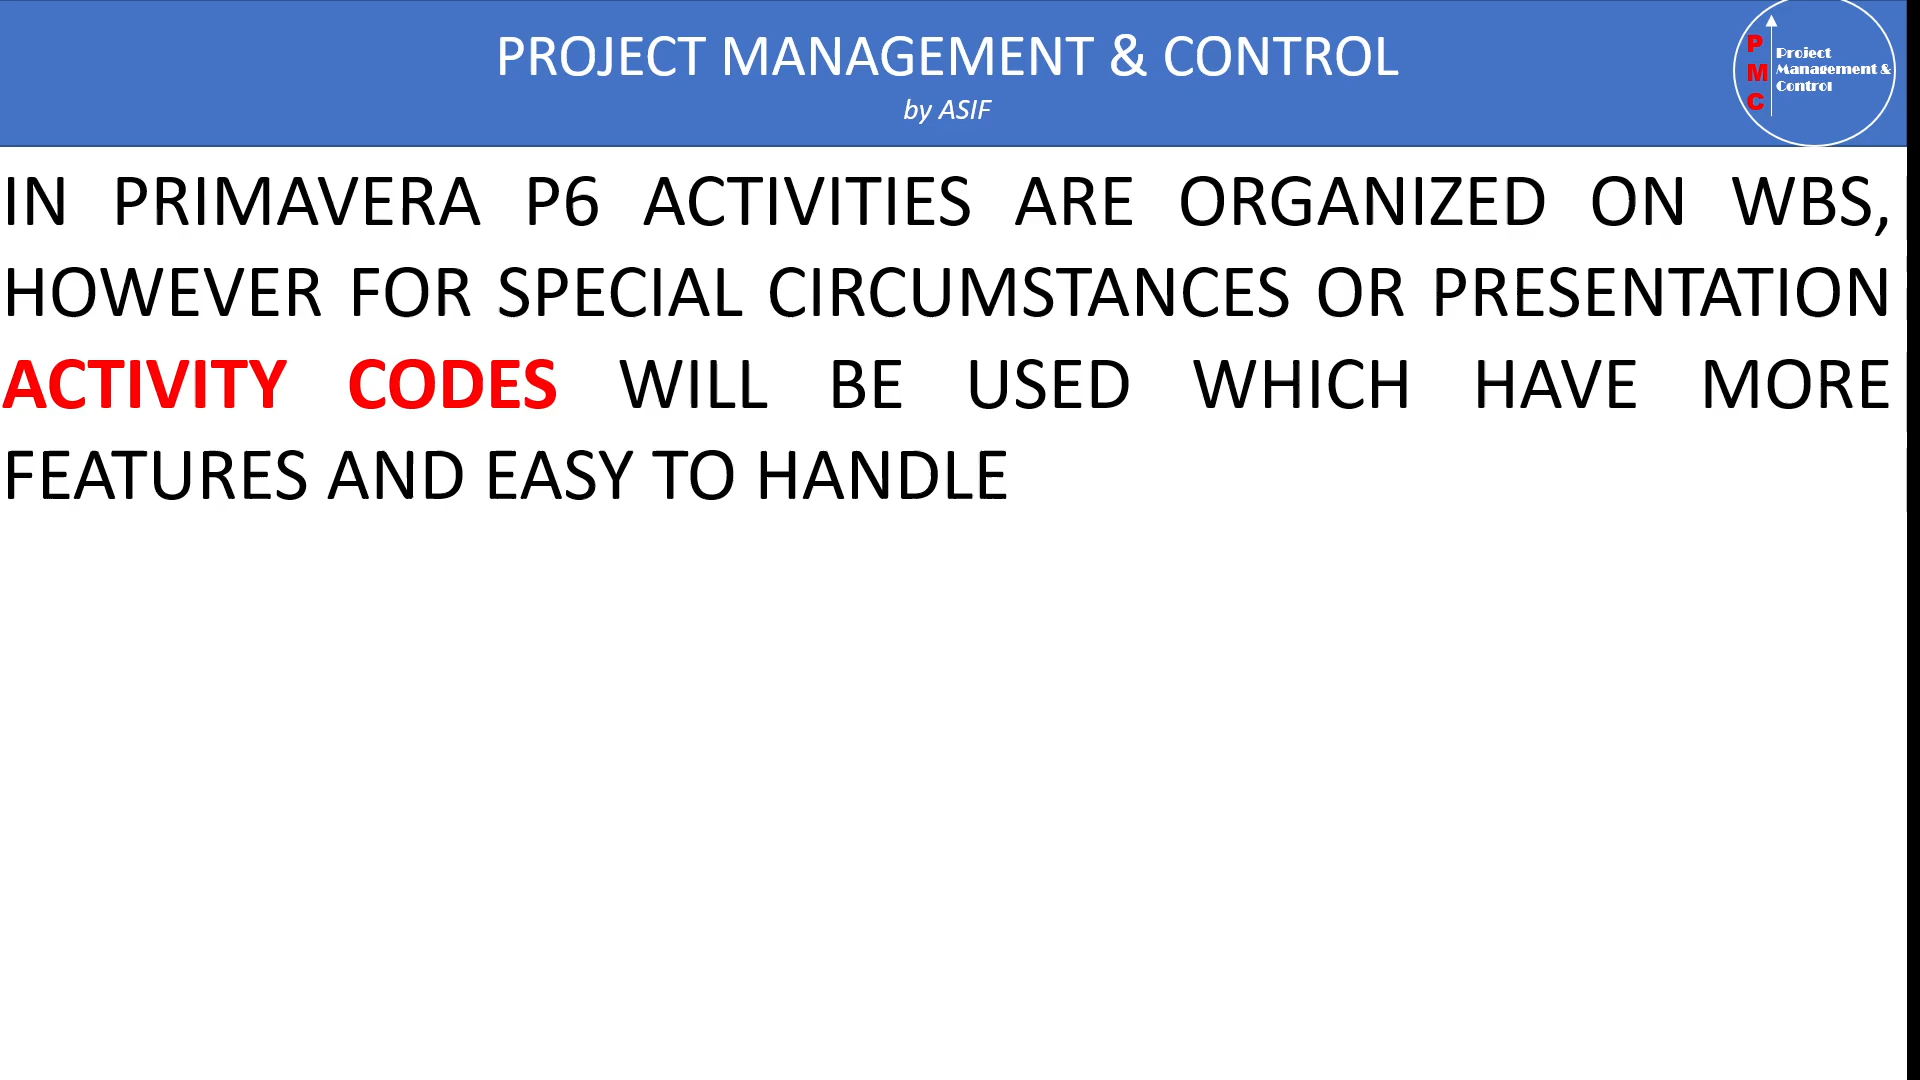 PROJECT MANAGEMENT & CONTROL
by ASIF
P
M
C
Project
Management &
Control
IN PRIMAVERA P6 ACTIVITIES ARE ORGANIZED ON WBS,
HOWEVER FOR SPECIAL CIRCUMSTANCES OR PRESENTATION
ACTIVITY CODES WILL BE USED WHICH HAVE MORE
FEATURES AND EASY TO HANDLE